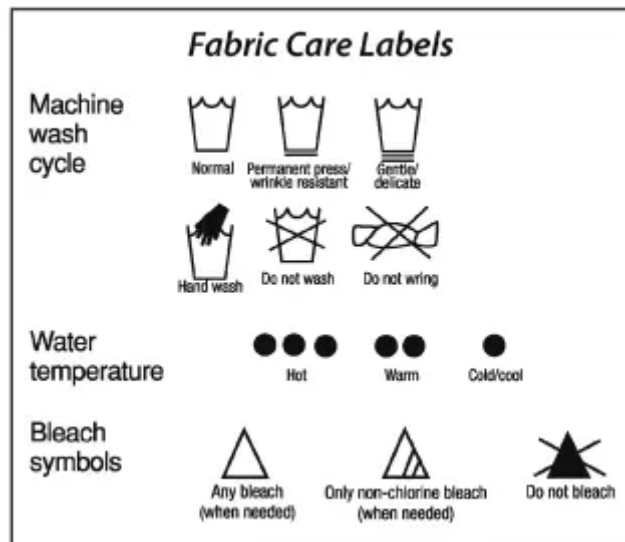 Fabric Care Labels
Machine
wash
cycle
Normal
Permanent press/
wrinkle resistant
Gentle/
delicate
Hand wash
Do not wash
Do not wring
Water
temperature
Hot
Warm
Cold/cool
Bleach
symbols
Any bleach
(when needed)
Only non-chlorine bleach
(when needed)
Do not bleach